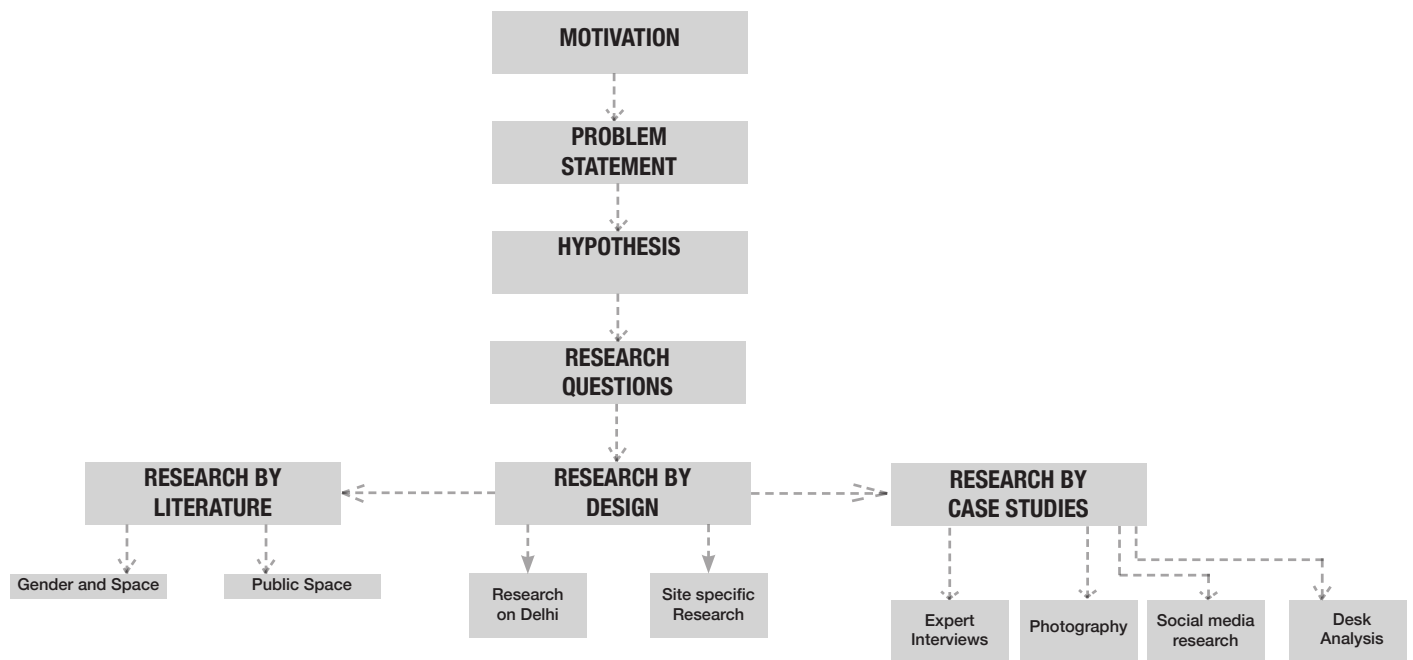 MOTIVATION
PROBLEM
STATEMENT
HYPOTHESIS
RESEARCH
QUESTIONS
RESEARCH BY
LITERATURE
RESEARCH BY
DESIGN
RESEARCH BY
CASE STUDIES
Gender and Space
Public Space
Research
on Delhi
Site specific
Research
Expert
Interviews
Photography
Social media
research
Desk
Analysis